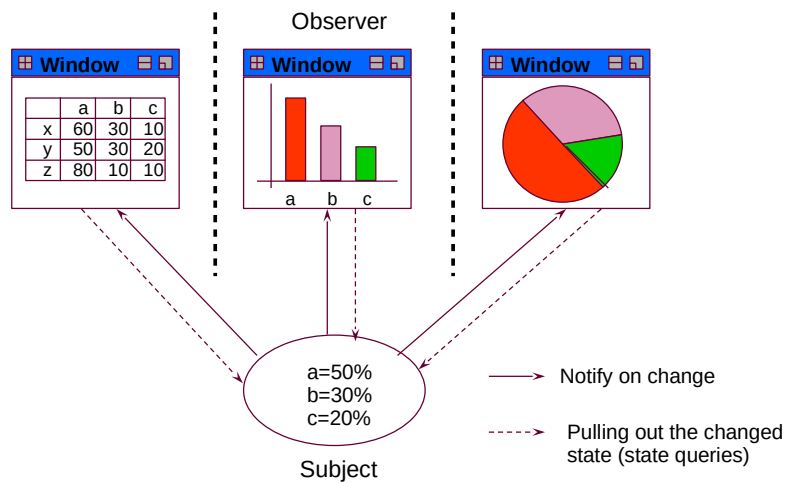 Observer
Window
Window
Window
a b c
x 60 30 10
y 50 30 20
z 80 10 10
a b c
a=50%
b=30%
c=20%
Subject
Notify on change
Pulling out the changed
state (state queries)